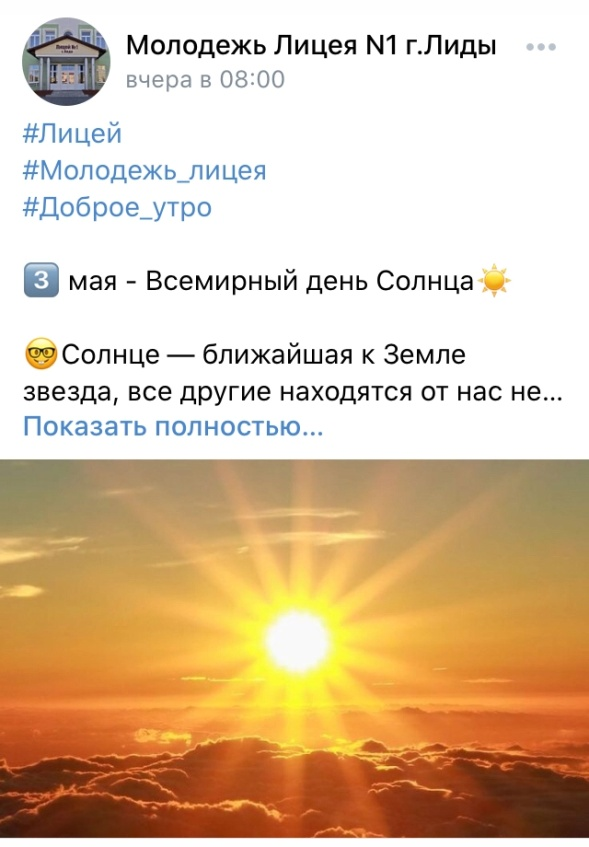 Молодежь Лицея N1 г.Лиды
вчера в 08:00
#Лицей
#Молодежь_лицея
#Доброе_утро
3️⃣ мая - Всемирный день Солнца☀️
🤓Солнце — ближайшая к Земле
звезда, все другие находятся от нас не...
Показать полностью...